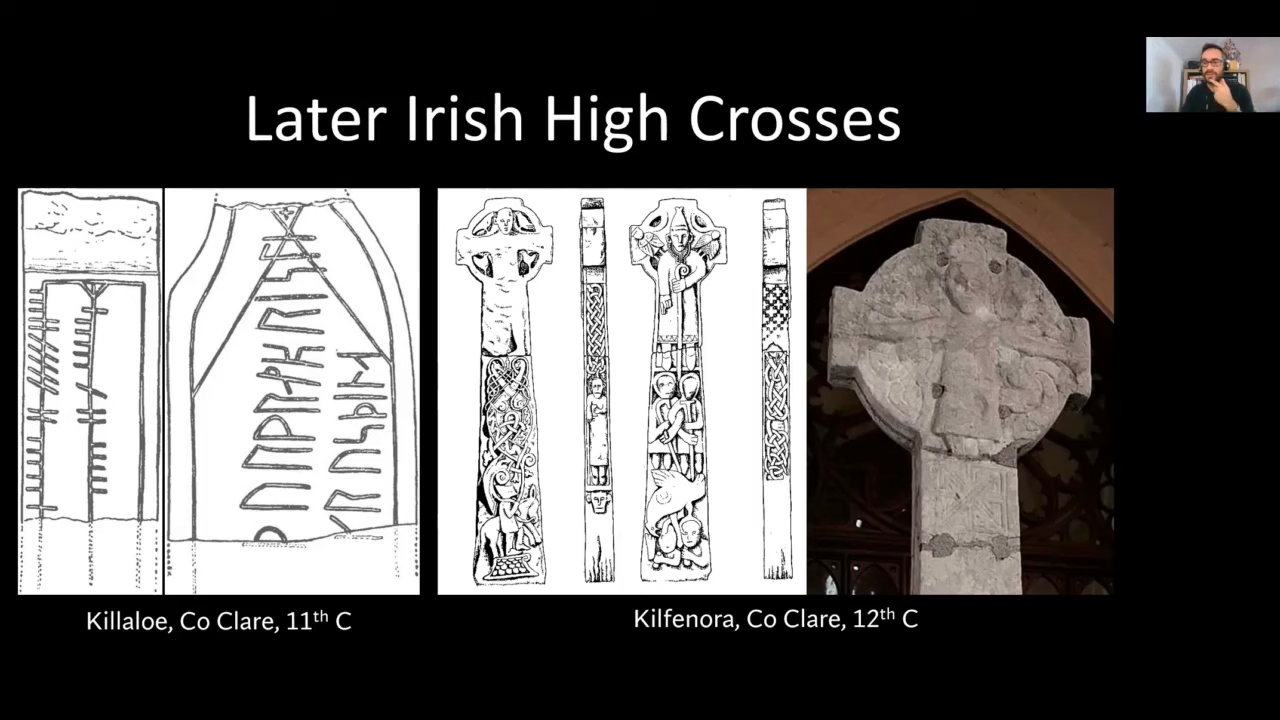 Later Irish High Crosses
Killaloe, Co Clare, 11th C
Kilfenora, Co Clare, 12th C